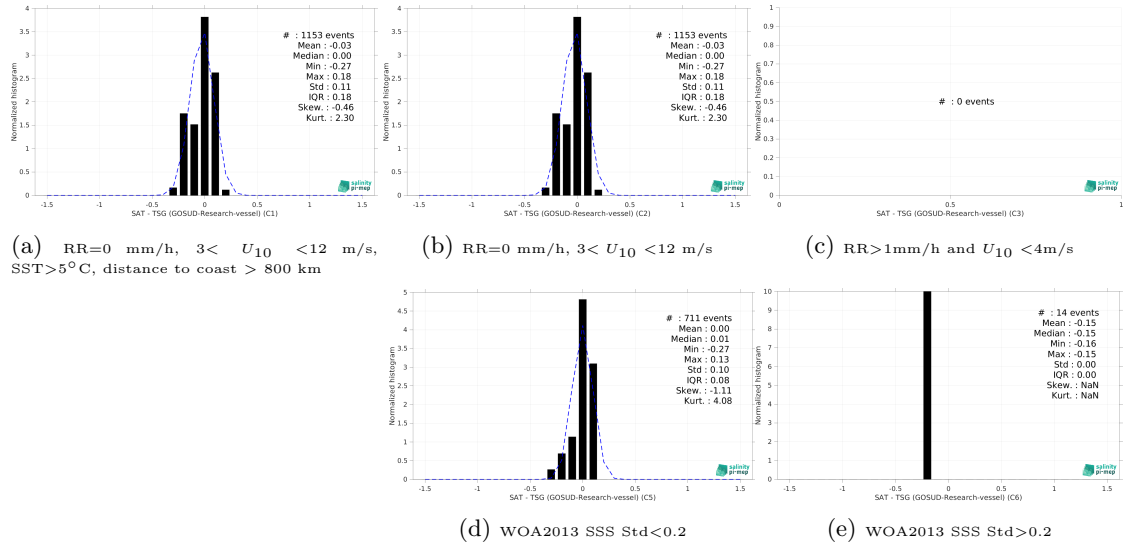 4
3.5
3
2.5
2
1.5
1
0.5
0
Normalized histogram
# : 1153 events
Mean : -0.03
Median : 0.00
Min : -0.27
Max : 0.18
Std : 0.11
IQR : 0.18
Skew. : -0.46
Kurt. : 2.30
salinity
pi-mep
-1.5 -1 -0.5 0 0.5 1 1.5
SAT - TSG (GOSUD-Research-vessel) (C1)
(a) RR=0 mm/h, 3< U10 <12 m/s,
SST>5°C, distance to coast > 800 km
4
3.5
3
2.5
2
1.5
1
0.5
0
Normalized histogram
# : 1153 events
Mean : -0.03
Median : 0.00
Min : -0.27
Max : 0.18
Std : 0.11
IQR : 0.18
Skew. : -0.46
Kurt. : 2.30
salinity
pi-mep
-1.5 -1 -0.5 0 0.5 1 1.5
SAT - TSG (GOSUD-Research-vessel) (C2)
(b) RR=0 mm/h, 3< U10 <12 m/s
1
0.9
0.8
0.7
0.6
0.5
0.4
0.3
0.2
0.1
0
Normalized histogram
# : 0 events
salinity
pi-mep
0 0.5 1
SAT - TSG (GOSUD-Research-vessel) (C3)
(c) RR>1mm/h and U10 <4m/s
5
4.5
4
3.5
3
2.5
2
1.5
1
0.5
0
Normalized histogram
# : 711 events
Mean : 0.00
Median : 0.01
Min : -0.27
Max : 0.13
Std : 0.10
IQR : 0.08
Skew. : -1.11
Kurt. : 4.08
salinity
pi-mep
-1.5 -1 -0.5 0 0.5 1 1.5
SAT - TSG (GOSUD-Research-vessel) (C5)
(d) WOA2013 SSS Std<0.2
10
9
8
7
6
5
4
3
2
1
0
Normalized histogram
# : 14 events
Mean : -0.15
Median : -0.15
Min : -0.16
Max : -0.15
Std : 0.00
IQR : 0.00
Skew. : NaN
Kurt. : NaN
salinity
pi-mep
-1.5 -1 -0.5 0 0.5 1 1.5
SAT - TSG (GOSUD-Research-vessel) (C6)
(e) WOA2013 SSS Std>0.2